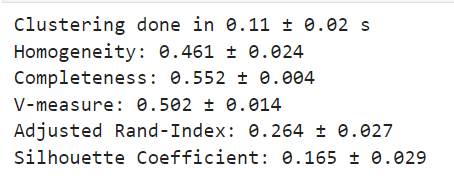 Clustering done in 0.11 ± 0.02 s
Homogeneity: 0.461 ± 0.024
Completeness: 0.552 ± 0.004
V-measure: 0.502 ± 0.014
Adjusted Rand-Index: 0.264 ± 0.027
Silhouette Coefficient: 0.165 ± 0.029